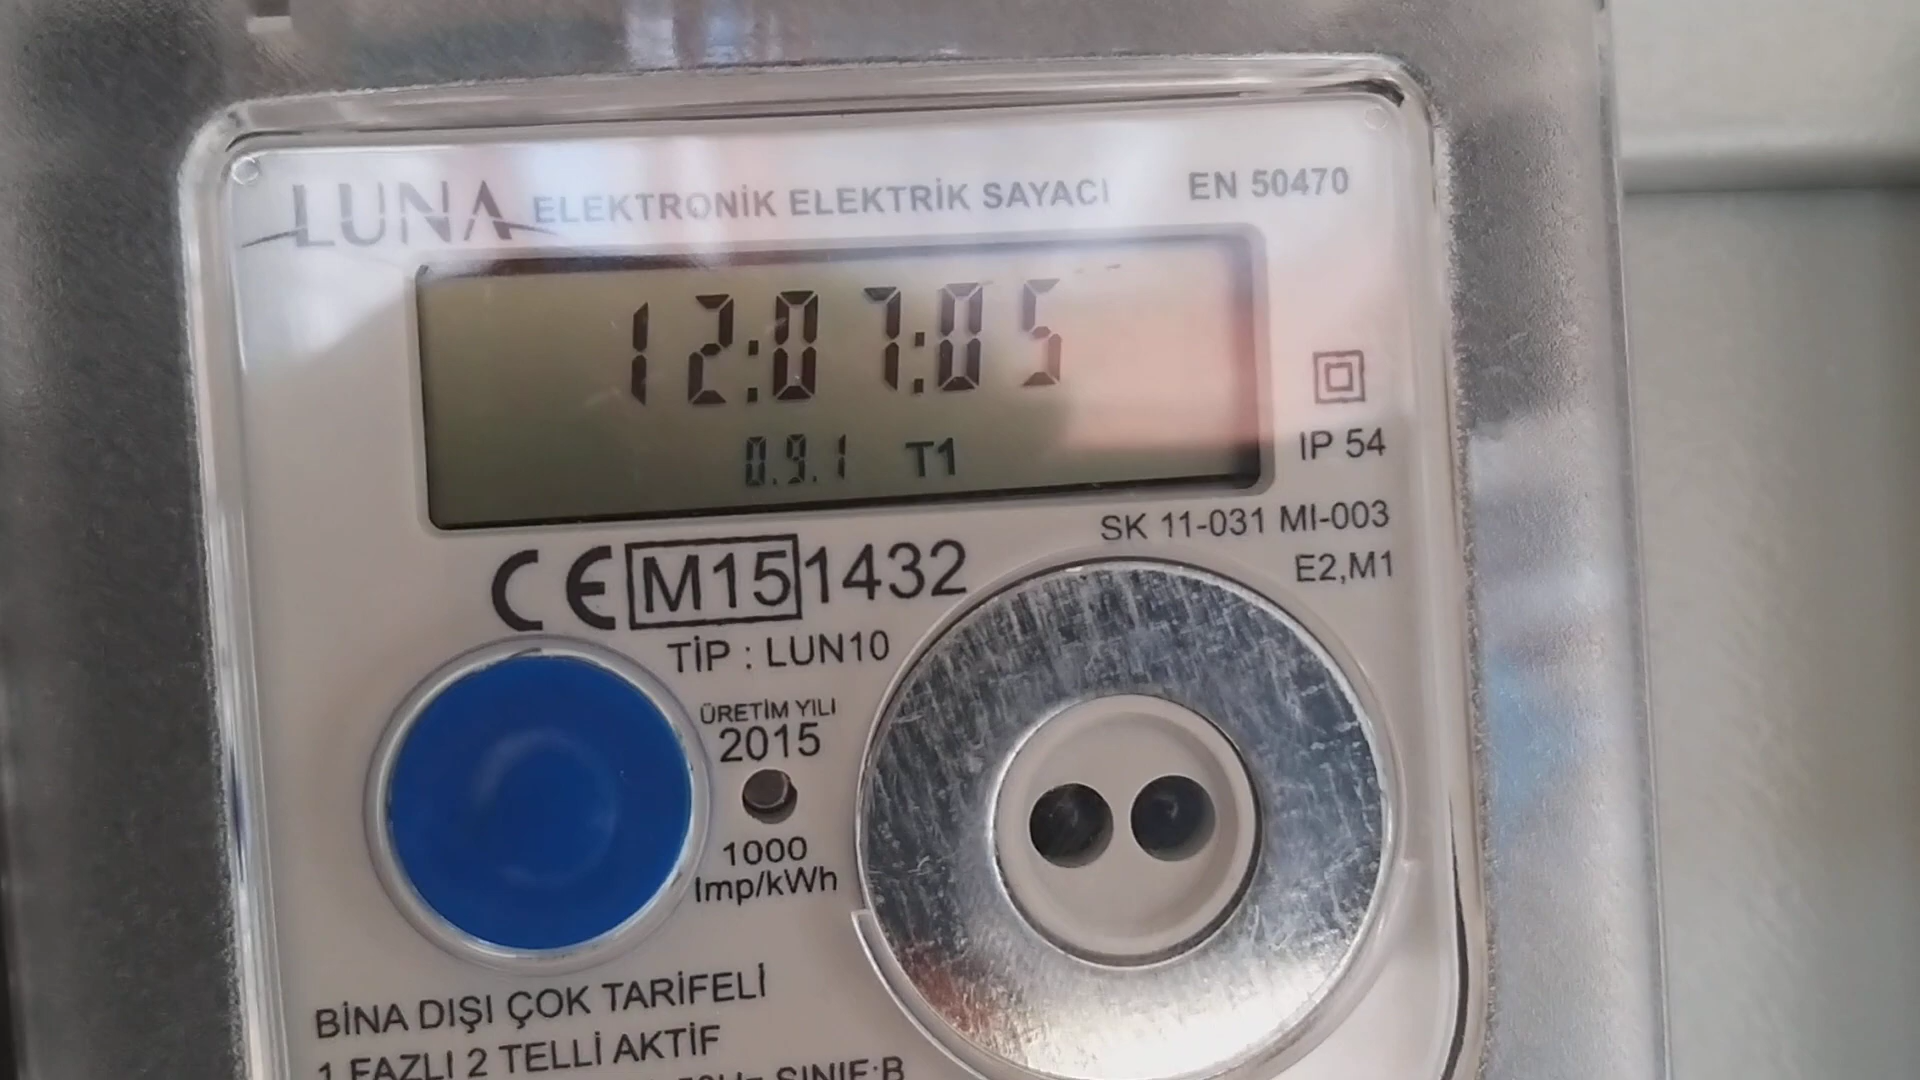 LUNA ELEKTRONİK ELEKTRİK SAYACI EN 50470
12:07:05
0.9.1 T1
IP 54
SK 11-031 MI-003
E2,M1
CE M15 1432
TİP : LUN10
ÜRETİM YILI
2015
1000
Imp/kWh
BİNA DIŞI ÇOK TARİFELİ
1 FAZLI 2 TELLİ AKTİF
SINIF:B